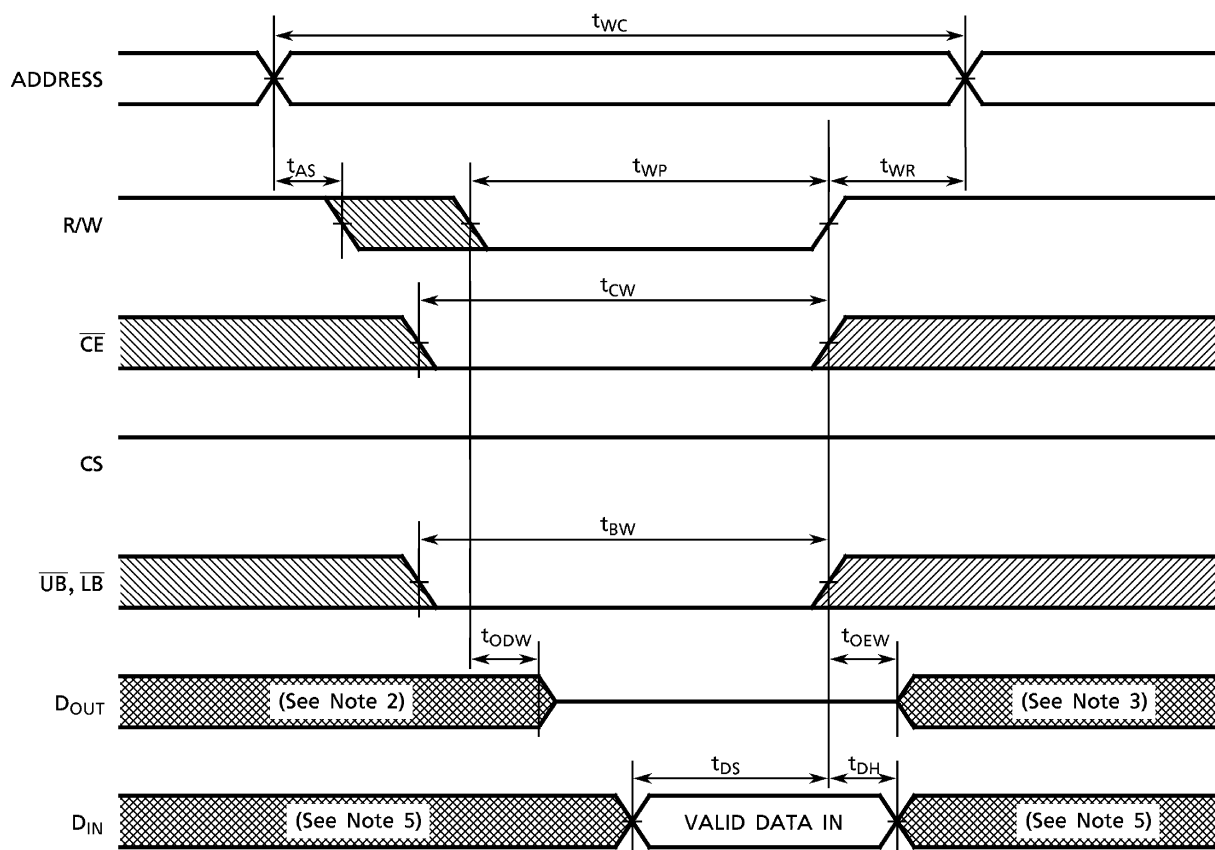 tWC
ADDRESS
tAS
tWP
tWR
R/W
tCW
CE
CS
tBW
UB, LB
tODW
tOEW
DOUT
(See Note 2)
(See Note 3)
tDS
tDH
DIN
(See Note 5)
VALID DATA IN
(See Note 5)